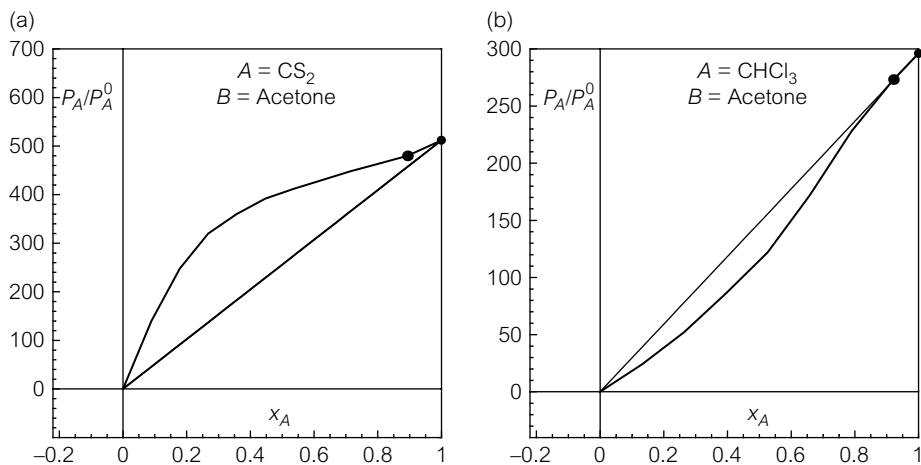 (a)
700
600
500
400
300
200
100
0
P_A/P_A^0
A = CS₂
B = Acetone
x_A
−0.2 0 0.2 0.4 0.6 0.8 1
(b)
300
250
200
150
100
50
0
P_A/P_A^0
A = CHCl₃
B = Acetone
x_A
−0.2 0 0.2 0.4 0.6 0.8 1